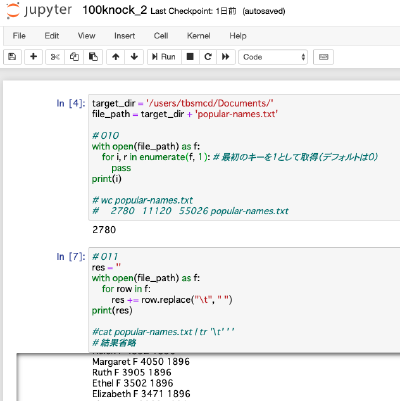 jupyter 100knock_2 Last Checkpoint: 1日前 (autosaved)
File Edit View Insert Cell Kernel Help
Run Code
In [4]: target_dir = '/users/tbsmcd/Documents/'
file_path = target_dir + 'popular-names.txt'
# 010
with open(file_path) as f:
for i, r in enumerate(f, 1): # 最初のキーを1として取得(デフォルトは0)
pass
print(i)
# wc popular-names.txt
# 2780 11120 55026 popular-names.txt
2780
In [7]: # 011
res = ''
with open(file_path) as f:
for row in f:
res += row.replace("\t", " ")
print(res)
#cat popular-names.txt | tr '\t' ' '
# 結果省略
Margaret F 4050 1896
Ruth F 3905 1896
Ethel F 3502 1896
Elizabeth F 3471 1896